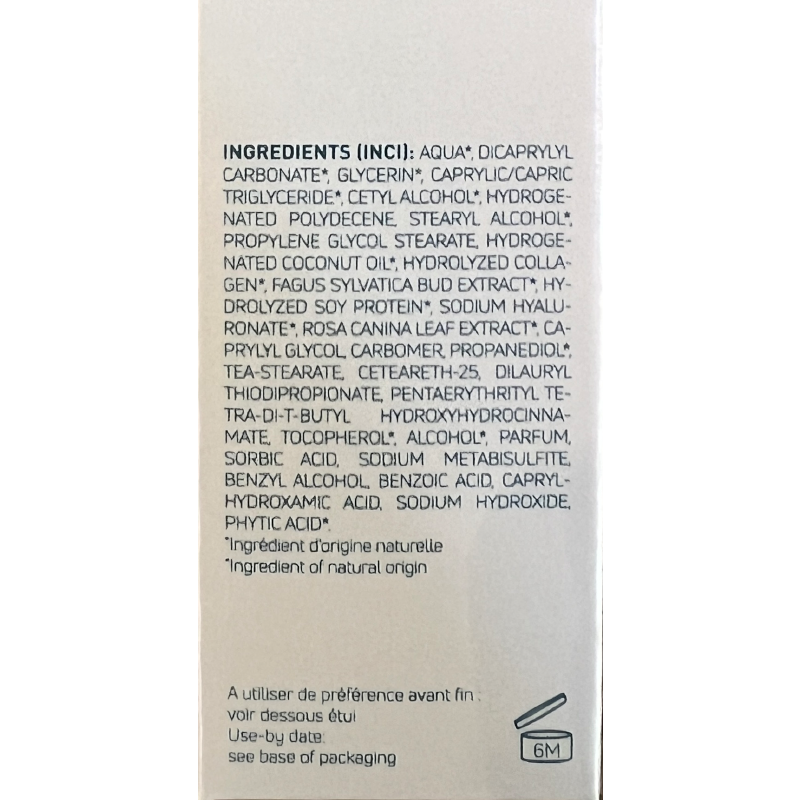 INGREDIENTS (INCI): AQUA*, DICAPRYLYL
CARBONATE*, GLYCERIN*, CAPRYLIC/CAPRIC
TRIGLYCERIDE*, CETYL ALCOHOL*, HYDROGE-
NATED POLYDECENE, STEARYL ALCOHOL*,
PROPYLENE GLYCOL STEARATE, HYDROGE-
NATED COCONUT OIL*, HYDROLYZED COLLA-
GEN*, FAGUS SYLVATICA BUD EXTRACT*, HY-
DROLYZED SOY PROTEIN*, SODIUM HYALU-
RONATE*, ROSA CANINA LEAF EXTRACT*, CA-
PRYLYL GLYCOL, CARBOMER, PROPANEDIOL*,
TEA-STEARATE, CETEARETH-25, DILAURYL
THIODIPROPIONATE, PENTAERYTHRITYL TE-
TRA-DI-T-BUTYL HYDROXYHYDROCINNA-
MATE, TOCOPHEROL*, ALCOHOL*, PARFUM,
SORBIC ACID, SODIUM METABISULFITE,
BENZYL ALCOHOL, BENZOIC ACID, CAPRYL-
HYDROXAMIC ACID, SODIUM HYDROXIDE,
PHYTIC ACID*.
*Ingrédient d'origine naturelle
*Ingredient of natural origin
A utiliser de préférence avant fin :
voir dessous étui
Use-by date:
see base of packaging
6M